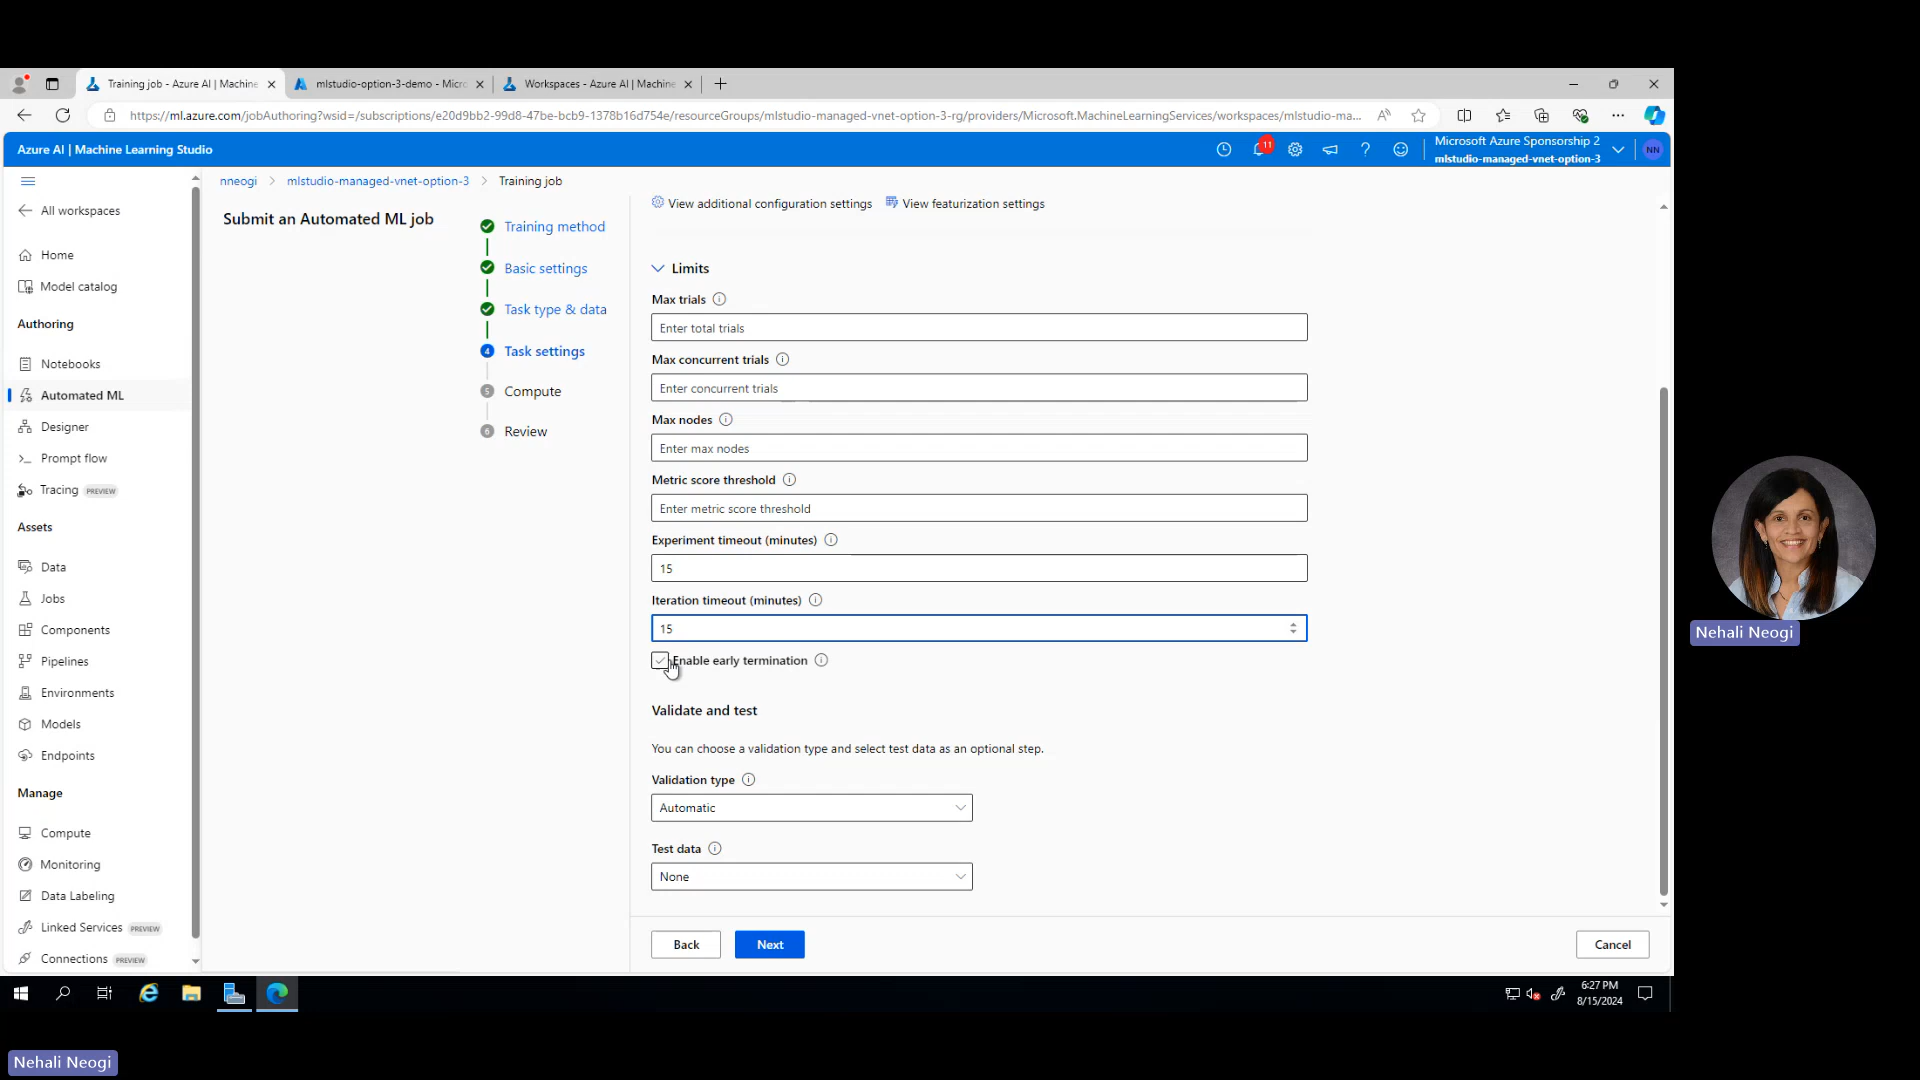 Training job - Azure AI | Machine
mlstudio-option-3-demo - Micro
Workspaces - Azure AI | Machine
https://ml.azure.com/jobAuthoring?wsid=/subscriptions/e20d9bb2-99d8-47be-bcb9-1378b16d754e/resourceGroups/mlstudio-managed-vnet-option-3-rg/providers/Microsoft.MachineLearningServices/workspaces/mlstudio-ma...
Azure AI | Machine Learning Studio
11
Microsoft Azure Sponsorship 2
mlstudio-managed-vnet-option-3
NN
All workspaces
Home
Model catalog
Authoring
Notebooks
Automated ML
Designer
Prompt flow
Tracing PREVIEW
Assets
Data
Jobs
Components
Pipelines
Environments
Models
Endpoints
Manage
Compute
Monitoring
Data Labeling
Linked Services PREVIEW
Connections PREVIEW
nneogi > mlstudio-managed-vnet-option-3 > Training job
Submit an Automated ML job
Training method
Basic settings
Task type & data
4 Task settings
5 Compute
6 Review
View additional configuration settings
View featurization settings
Limits
Max trials
Enter total trials
Max concurrent trials
Enter concurrent trials
Max nodes
Enter max nodes
Metric score threshold
Enter metric score threshold
Experiment timeout (minutes)
15
Iteration timeout (minutes)
15
Enable early termination
Validate and test
You can choose a validation type and select test data as an optional step.
Validation type
Automatic
Test data
None
Back
Next
Cancel
6:27 PM
8/15/2024
Nehali Neogi
Nehali Neogi